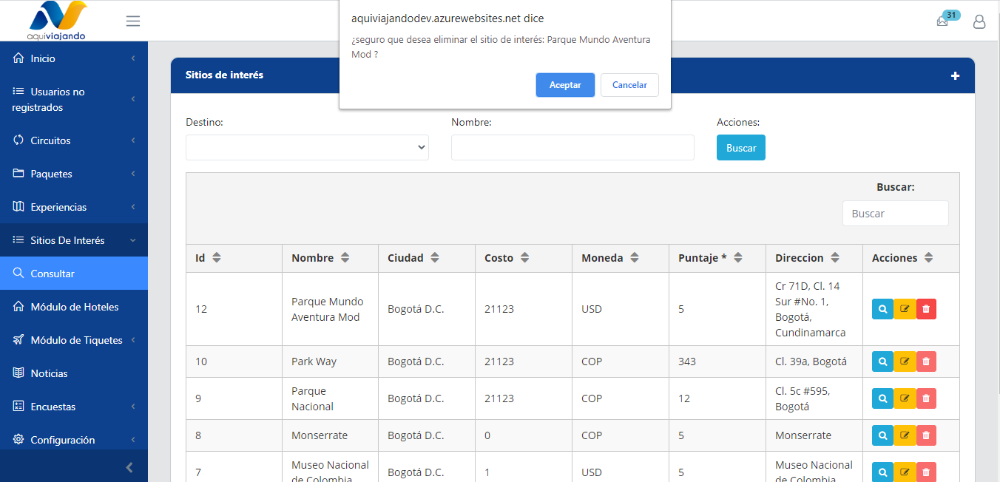 aquiviajando
aquiviajandodev.azurewebsites.net dice
¿seguro que desea eliminar el sitio de interés: Parque Mundo Aventura
Mod ?
Aceptar
Cancelar
31
Inicio
Usuarios no
registrados
Circuitos
Paquetes
Experiencias
Sitios De Interés
Consultar
Módulo de Hoteles
Módulo de Tiquetes
Noticias
Encuestas
Configuración
Sitios de interés
Destino:
Nombre:
Acciones:
Buscar
Buscar:
Buscar
Id Nombre Ciudad Costo Moneda Puntaje * Direccion Acciones
12 Parque Mundo Aventura Mod Bogotá D.C. 21123 USD 5 Cr 71D, Cl. 14 Sur #No. 1, Bogotá, Cundinamarca
10 Park Way Bogotá D.C. 21123 COP 343 Cl. 39a, Bogotá
9 Parque Nacional Bogotá D.C. 21123 COP 12 Cl. 5c #595, Bogotá
8 Monserrate Bogotá D.C. 0 COP 5 Monserrate
7 Museo Nacional de Colombia Bogotá D.C. 1 USD 5 Museo Nacional de Colombia